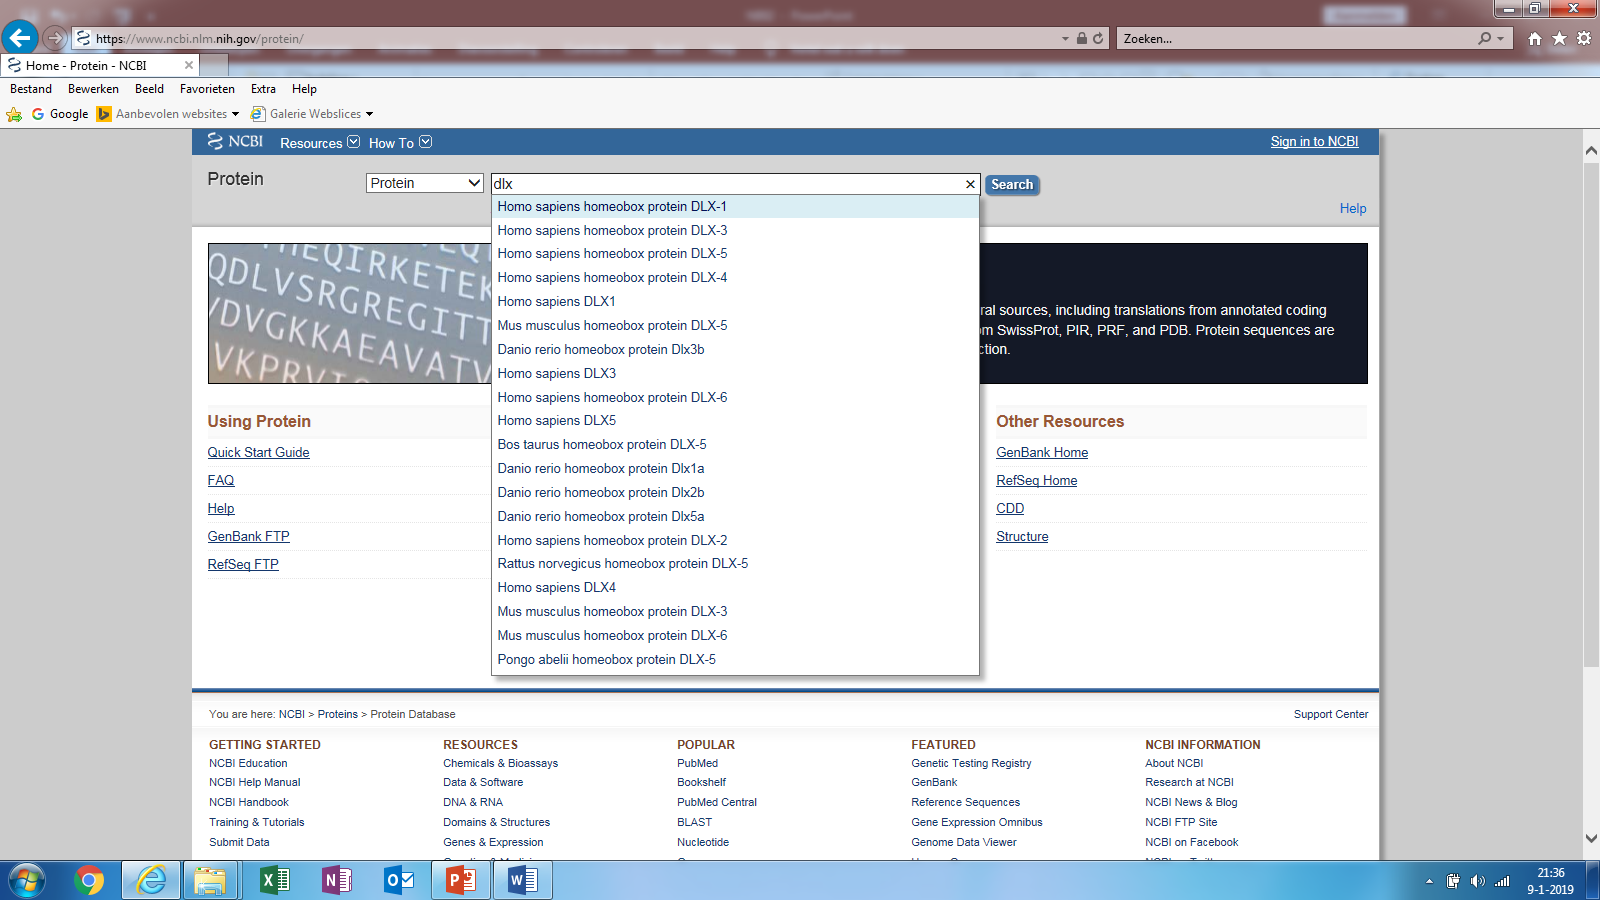 https://www.ncbi.nlm.nih.gov/protein/
Zoeken...
Home - Protein - NCBI
Bestand Bewerken Beeld Favorieten Extra Help
Google Aanbevolen websites Galerie Webslices
NCBI Resources How To Sign in to NCBI
Protein Protein dlx Search
Help
Homo sapiens homeobox protein DLX-1
Homo sapiens homeobox protein DLX-3
Homo sapiens homeobox protein DLX-5
Homo sapiens homeobox protein DLX-4
Homo sapiens DLX1
Mus musculus homeobox protein DLX-5
Danio rerio homeobox protein Dlx3b
Homo sapiens DLX3
Homo sapiens homeobox protein DLX-6
Homo sapiens DLX5
Bos taurus homeobox protein DLX-5
Danio rerio homeobox protein Dlx1a
Danio rerio homeobox protein Dlx2b
Danio rerio homeobox protein Dlx5a
Homo sapiens homeobox protein DLX-2
Rattus norvegicus homeobox protein DLX-5
Homo sapiens DLX4
Mus musculus homeobox protein DLX-3
Mus musculus homeobox protein DLX-6
Pongo abelii homeobox protein DLX-5
HEQIRKETEK
QDLVSRGREGITT
VDVGKKAEAVATV
ral sources, including translations from annotated coding
om SwissProt, PIR, PRF, and PDB. Protein sequences are
ction.
Using Protein
Quick Start Guide
FAQ
Help
GenBank FTP
RefSeq FTP
Other Resources
GenBank Home
RefSeq Home
CDD
Structure
You are here: NCBI > Proteins > Protein Database
Support Center
GETTING STARTED
NCBI Education
NCBI Help Manual
NCBI Handbook
Training & Tutorials
Submit Data
RESOURCES
Chemicals & Bioassays
Data & Software
DNA & RNA
Domains & Structures
Genes & Expression
POPULAR
PubMed
Bookshelf
PubMed Central
BLAST
Nucleotide
FEATURED
Genetic Testing Registry
GenBank
Reference Sequences
Gene Expression Omnibus
Genome Data Viewer
NCBI INFORMATION
About NCBI
Research at NCBI
NCBI News & Blog
NCBI FTP Site
NCBI on Facebook
21:36
9-1-2019